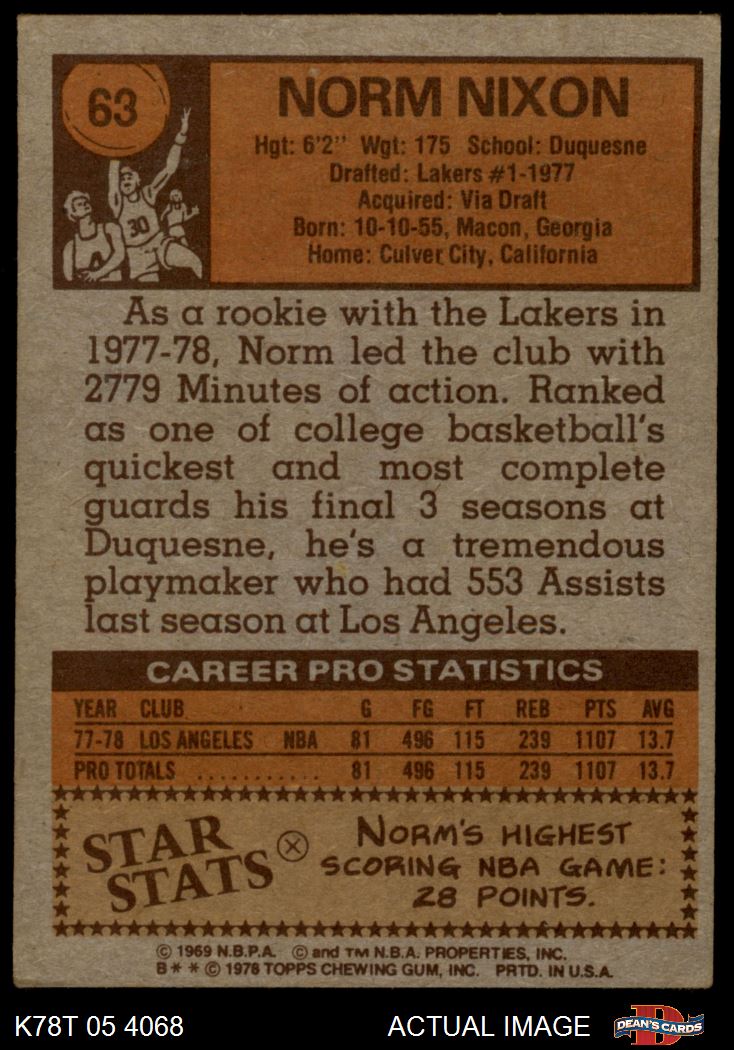 63
NORM NIXON
Hgt: 6'2" Wgt: 175 School: Duquesne
Drafted: Lakers #1-1977
Acquired: Via Draft
Born: 10-10-55, Macon, Georgia
Home: Culver City, California
30
As a rookie with the Lakers in
1977-78, Norm led the club with
2779 Minutes of action. Ranked
as one of college basketball's
quickest and most complete
guards his final 3 seasons at
Duquesne, he's a tremendous
playmaker who had 553 Assists
last season at Los Angeles.
CAREER PRO STATISTICS
YEAR CLUB G FG FT REB PTS AVG
77-78 LOS ANGELES NBA 81 496 115 239 1107 13.7
PRO TOTALS ........... 81 496 115 239 1107 13.7
STAR STATS
NORM'S HIGHEST
SCORING NBA GAME:
28 POINTS.
© 1969 N.B.P.A. © and TM N.B.A. PROPERTIES, INC.
B * * © 1978 TOPPS CHEWING GUM, INC. PRTD. IN U.S.A.
K78T 05 4068 ACTUAL IMAGE DEAN'S CARDS